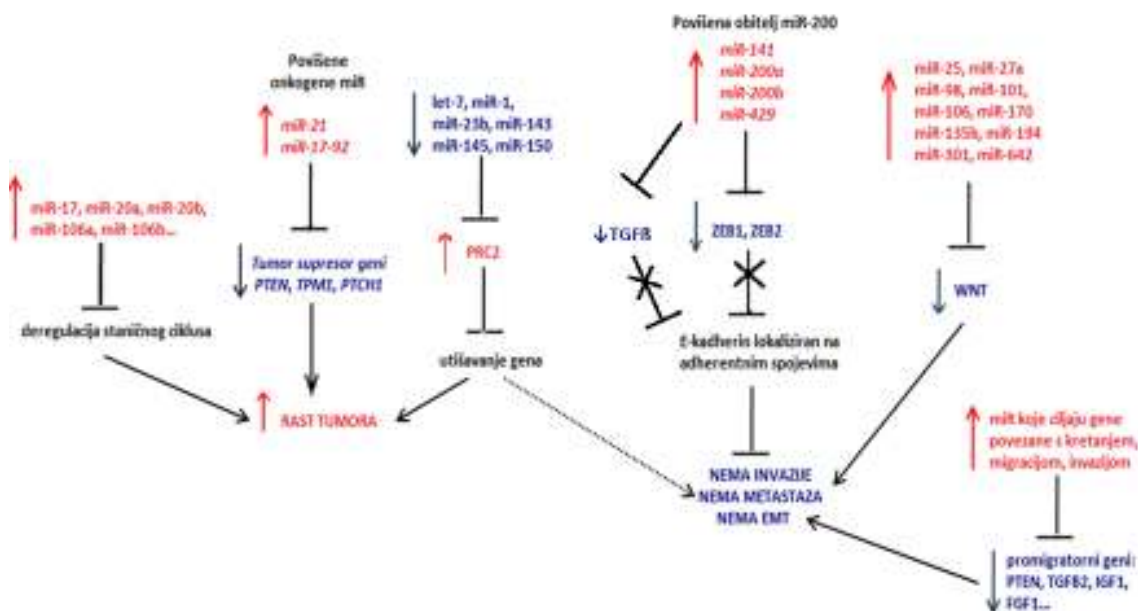 Povišena obitelj miR-200
miR-141
miR-200a
miR-200b
miR-429
Povišene
onkogene miR
miR-21
miR-17-92
let-7, miR-1,
miR-23b, miR-143
miR-145, miR-150
miR-25, miR-27a
miR-98, miR-101,
miR-106, miR-170
miR-135b, miR-194
miR-301, miR-642
miR-17, miR-20a, miR-20b,
miR-106a, miR-106b...
Tumor supresor geni
PTEN, TPM1, PTCH1
PRC2
TGFß
ZEB1, ZEB2
WNT
deregulacija staničnog ciklusa
utišavanje gena
E-kadherin lokaliziran na
adherentnim spojevima
RAST TUMORA
miR koje ciljaju gene
povezane s kretanjem,
migracijom, invazijom
NEMA INVAZIJE
NEMA METASTAZA
NEMA EMT
promigratorni geni:
PTEN, TGFB2, IGF1,
FGF1...